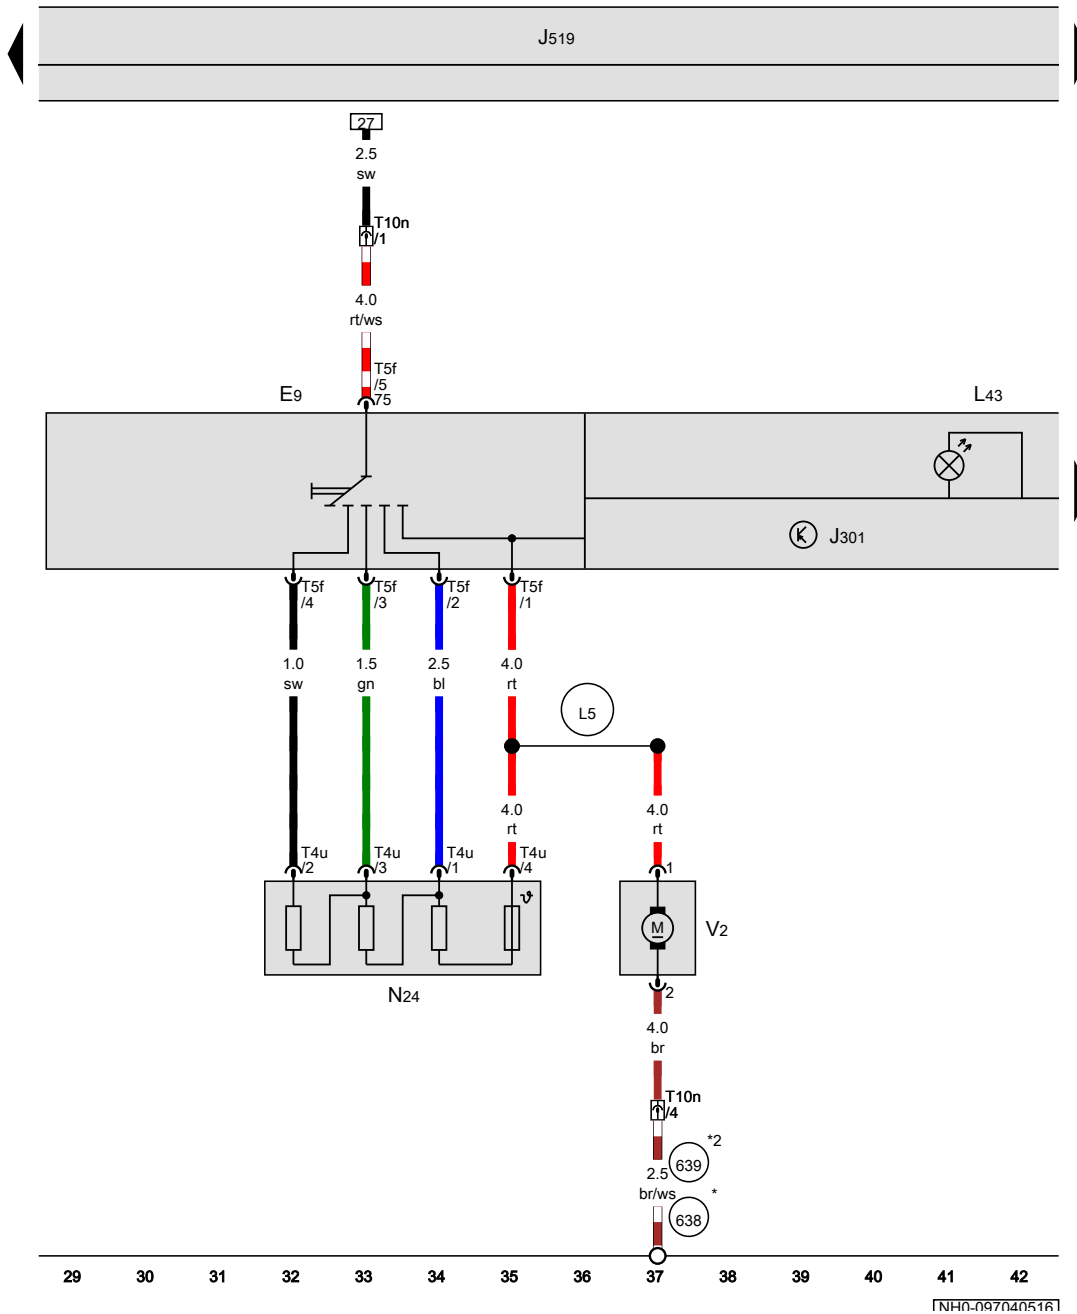 J519
27
2.5
sw
T10n
/1
4.0
rt/ws
T5f
/5
75
E9
L43
J301
T5f
/4
T5f
/3
T5f
/2
T5f
/1
1.0
sw
1.5
gn
2.5
bl
4.0
rt
L5
4.0
rt
4.0
rt
T4u
/2
T4u
/3
T4u
/1
T4u
/4
1
ϑ
M
V2
N24
2
4.0
br
T10n
/4
*2
639
2.5
br/ws
*
638
29 30 31 32 33 34 35 36 37 38 39 40 41 42
NH0-097040516